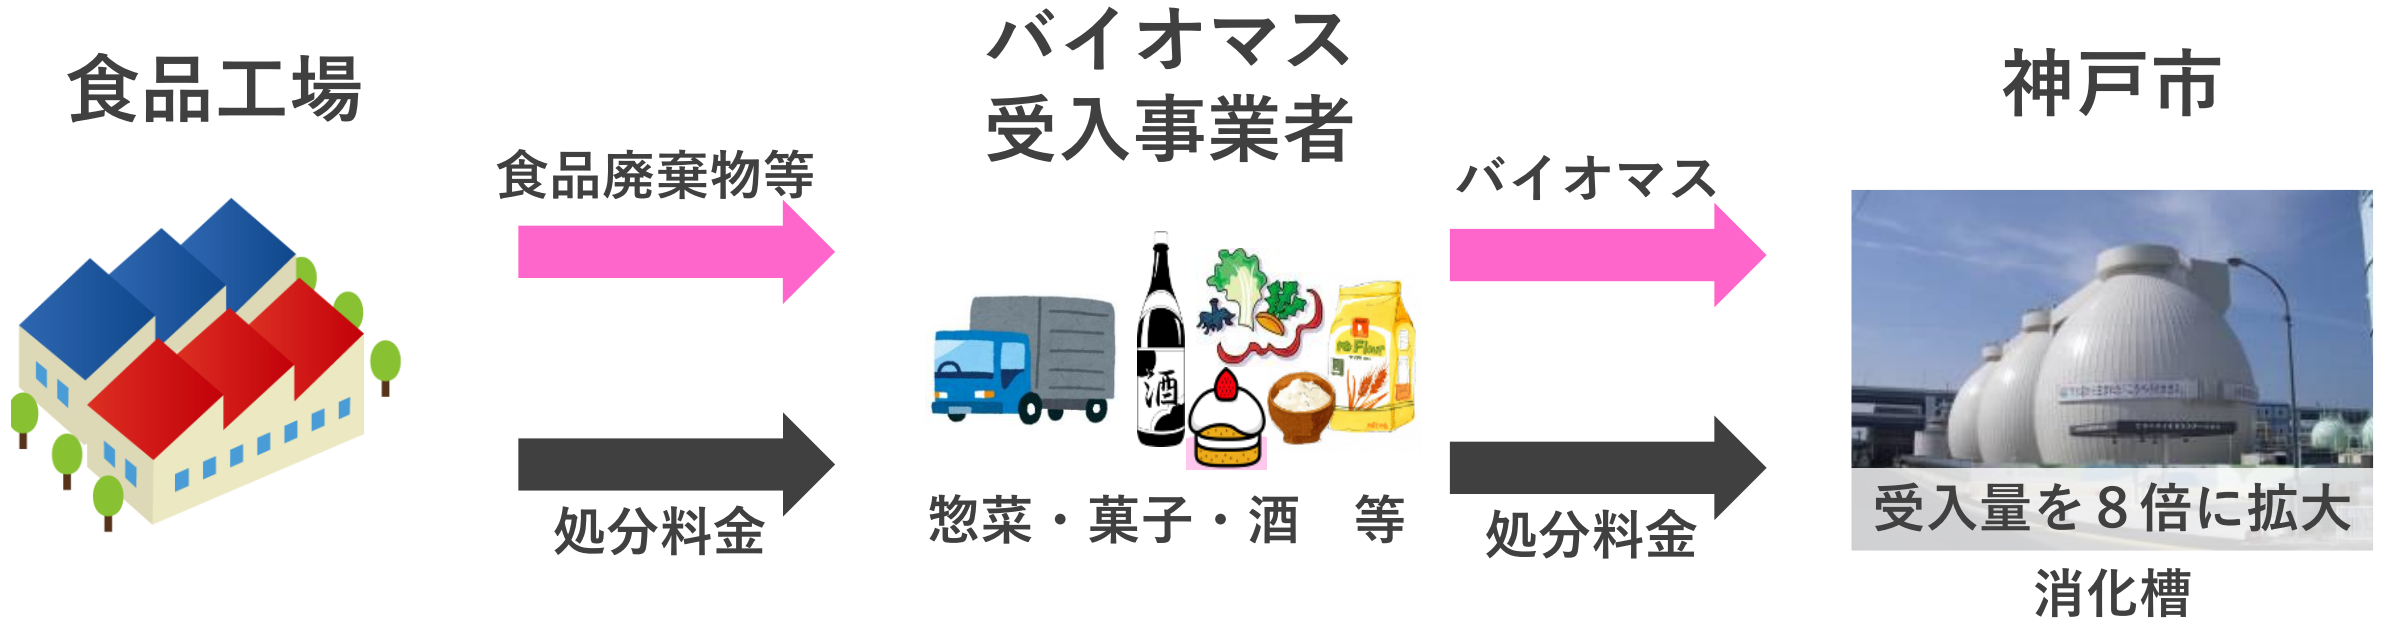 食品工場
バイオマス
受入事業者
神戸市
食品廃棄物等
バイオマス
酒
Flour
処分料金
惣菜・菓子・酒　等
処分料金
受入量を８倍に拡大
消化槽